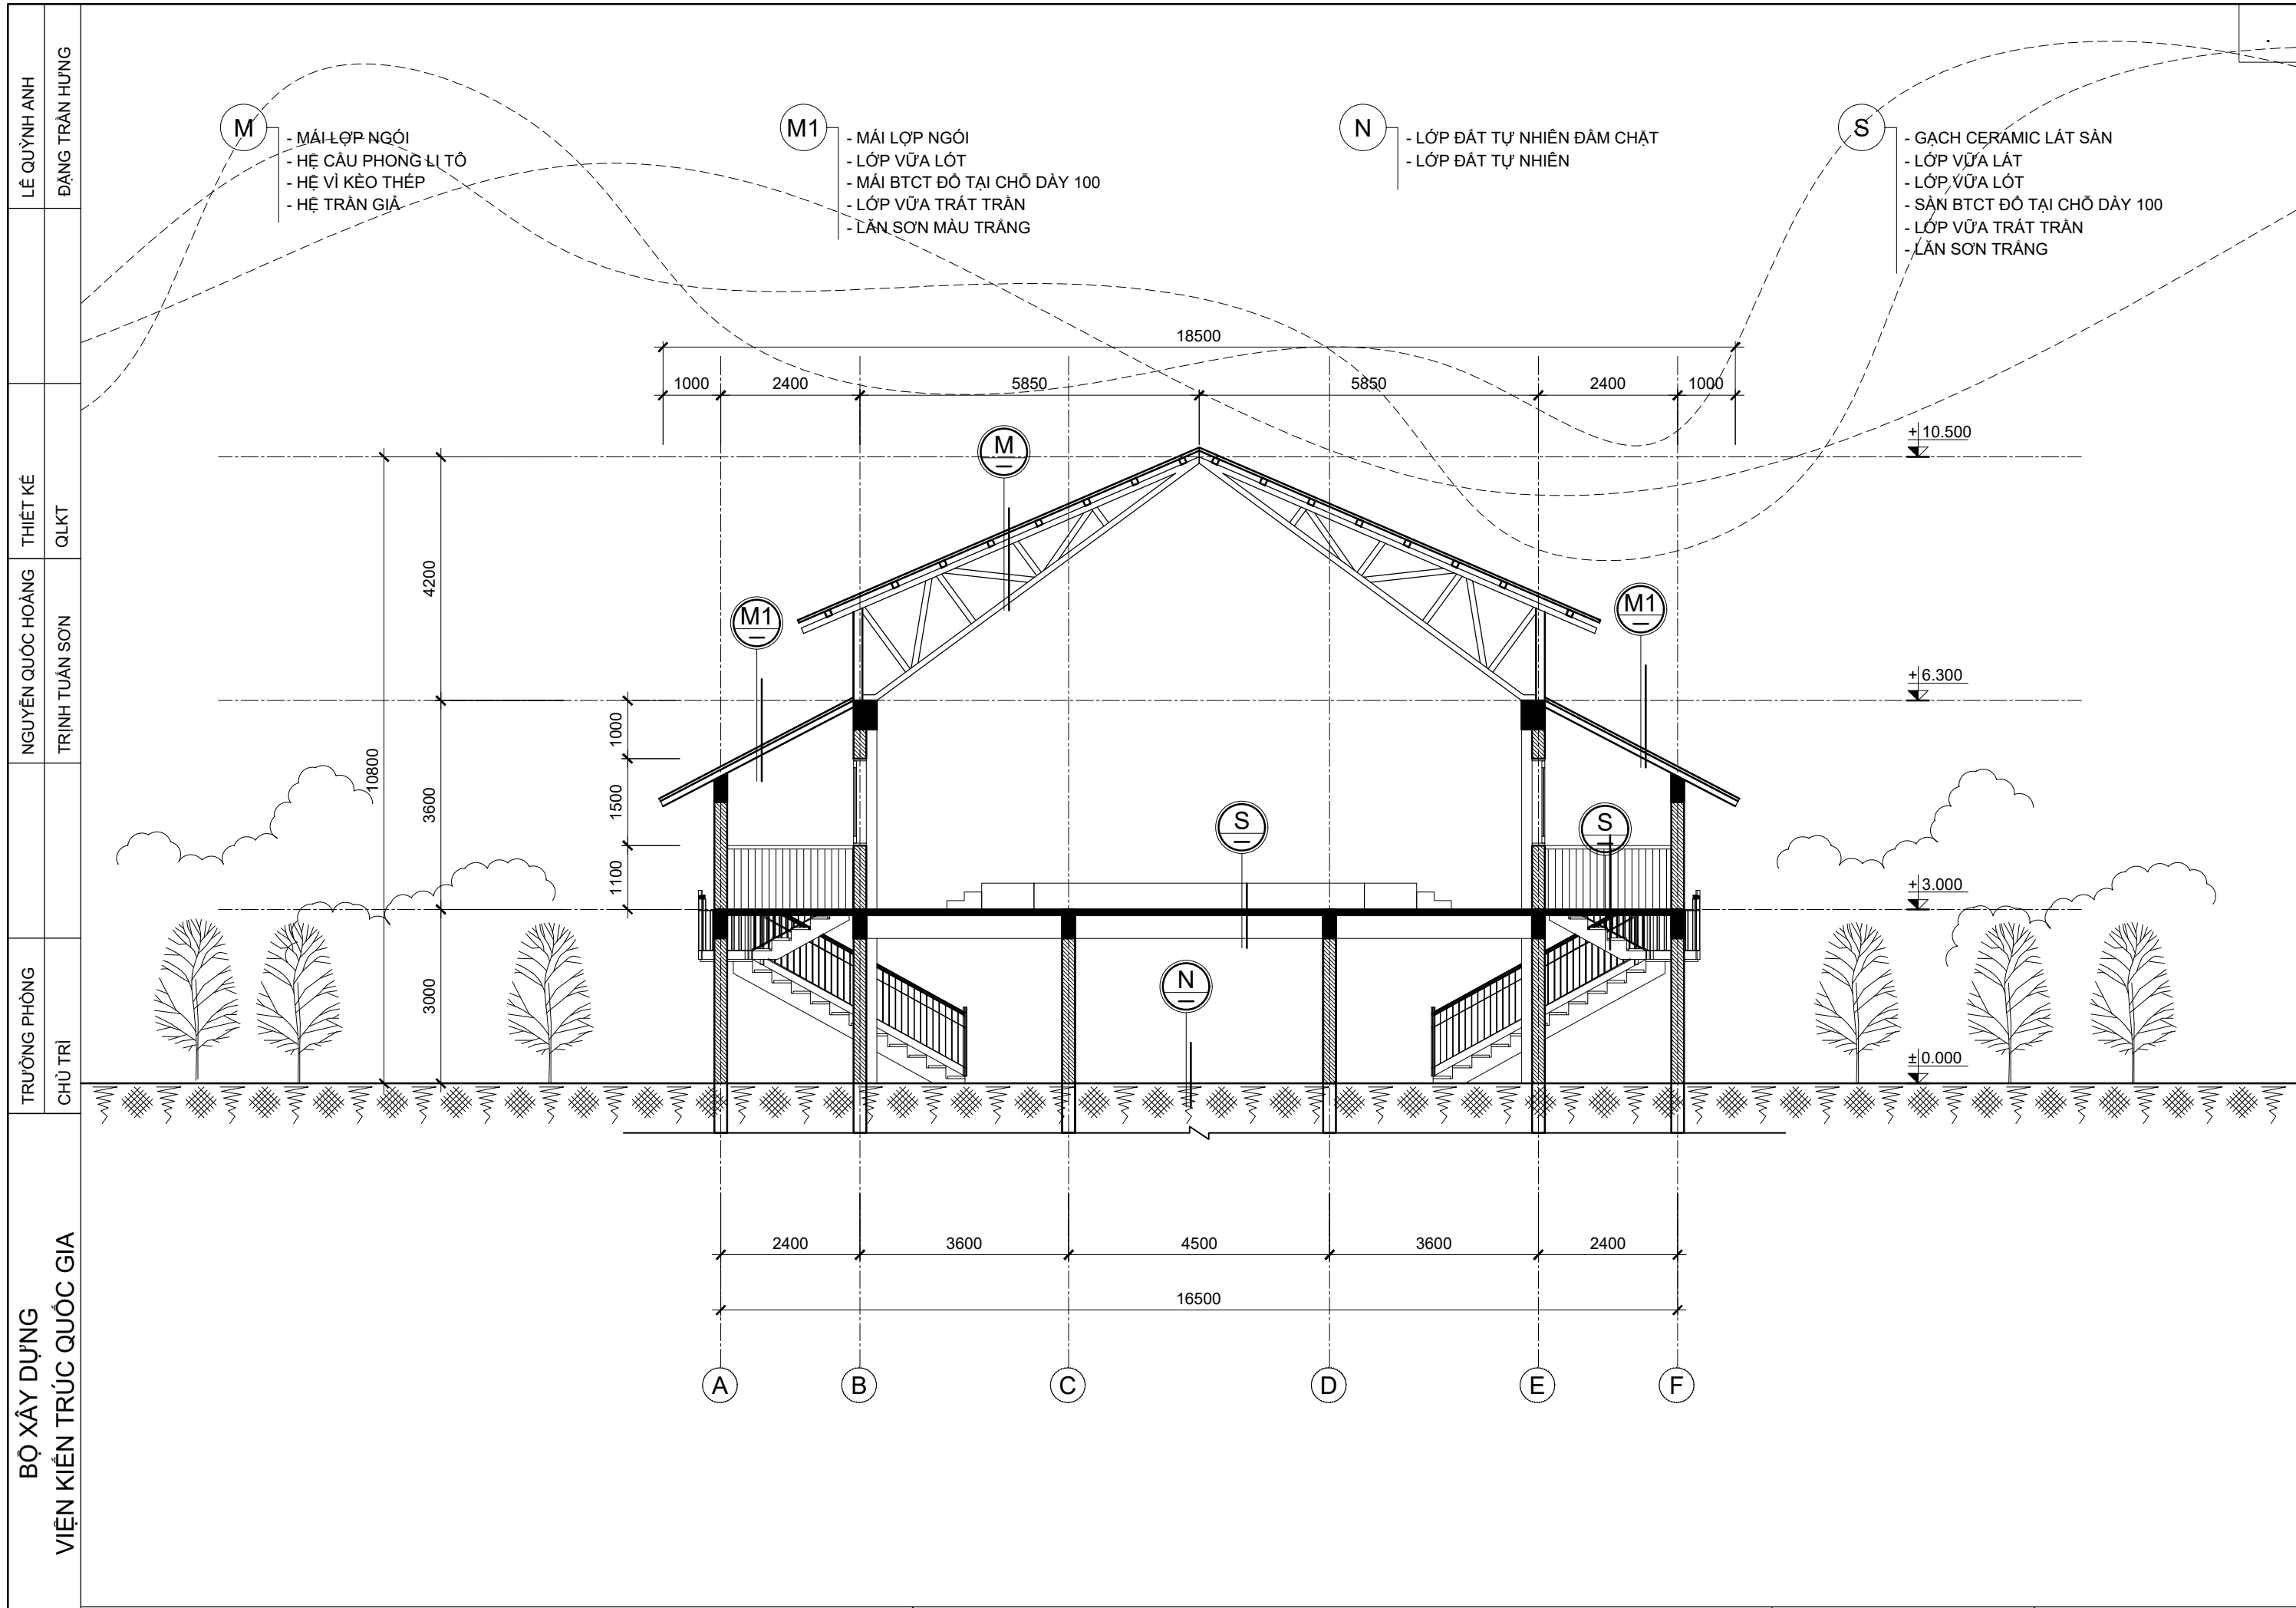 M
- MÁI LỢP NGÓI
- HỆ CẦU PHONG LI TÔ
- HỆ VÌ KÈO THÉP
- HỆ TRẦN GIẢ
M1
- MÁI LỢP NGÓI
- LỚP VỮA LÓT
- MÁI BTCT ĐỔ TẠI CHỖ DÀY 100
- LỚP VỮA TRÁT TRẦN
- LĂN SƠN MÀU TRẮNG
N
- LỚP ĐẤT TỰ NHIÊN ĐẦM CHẶT
- LỚP ĐẤT TỰ NHIÊN
S
- GẠCH CERAMIC LÁT SÀN
- LỚP VỮA LÁT
- LỚP VỮA LÓT
- SÀN BTCT ĐỔ TẠI CHỖ DÀY 100
- LỚP VỮA TRÁT TRẦN
- LĂN SƠN TRẮNG
18500
1000 2400 5850 5850 2400 1000
+10.500
M
4200
M1
M1
+6.300
1000
10800
3600
1500
S
S
1100
+3.000
3000
N
±0.000
2400 3600 4500 3600 2400
16500
A B C D E F
LÊ QUỲNH ANH
ĐẶNG TRẦN HƯNG
THIẾT KẾ
QLKT
NGUYỄN QUỐC HOÀNG
TRỊNH TUẤN SƠN
TRƯỞNG PHÒNG
CHỦ TRÌ
BỘ XÂY DỰNG
VIỆN KIẾN TRÚC QUỐC GIA